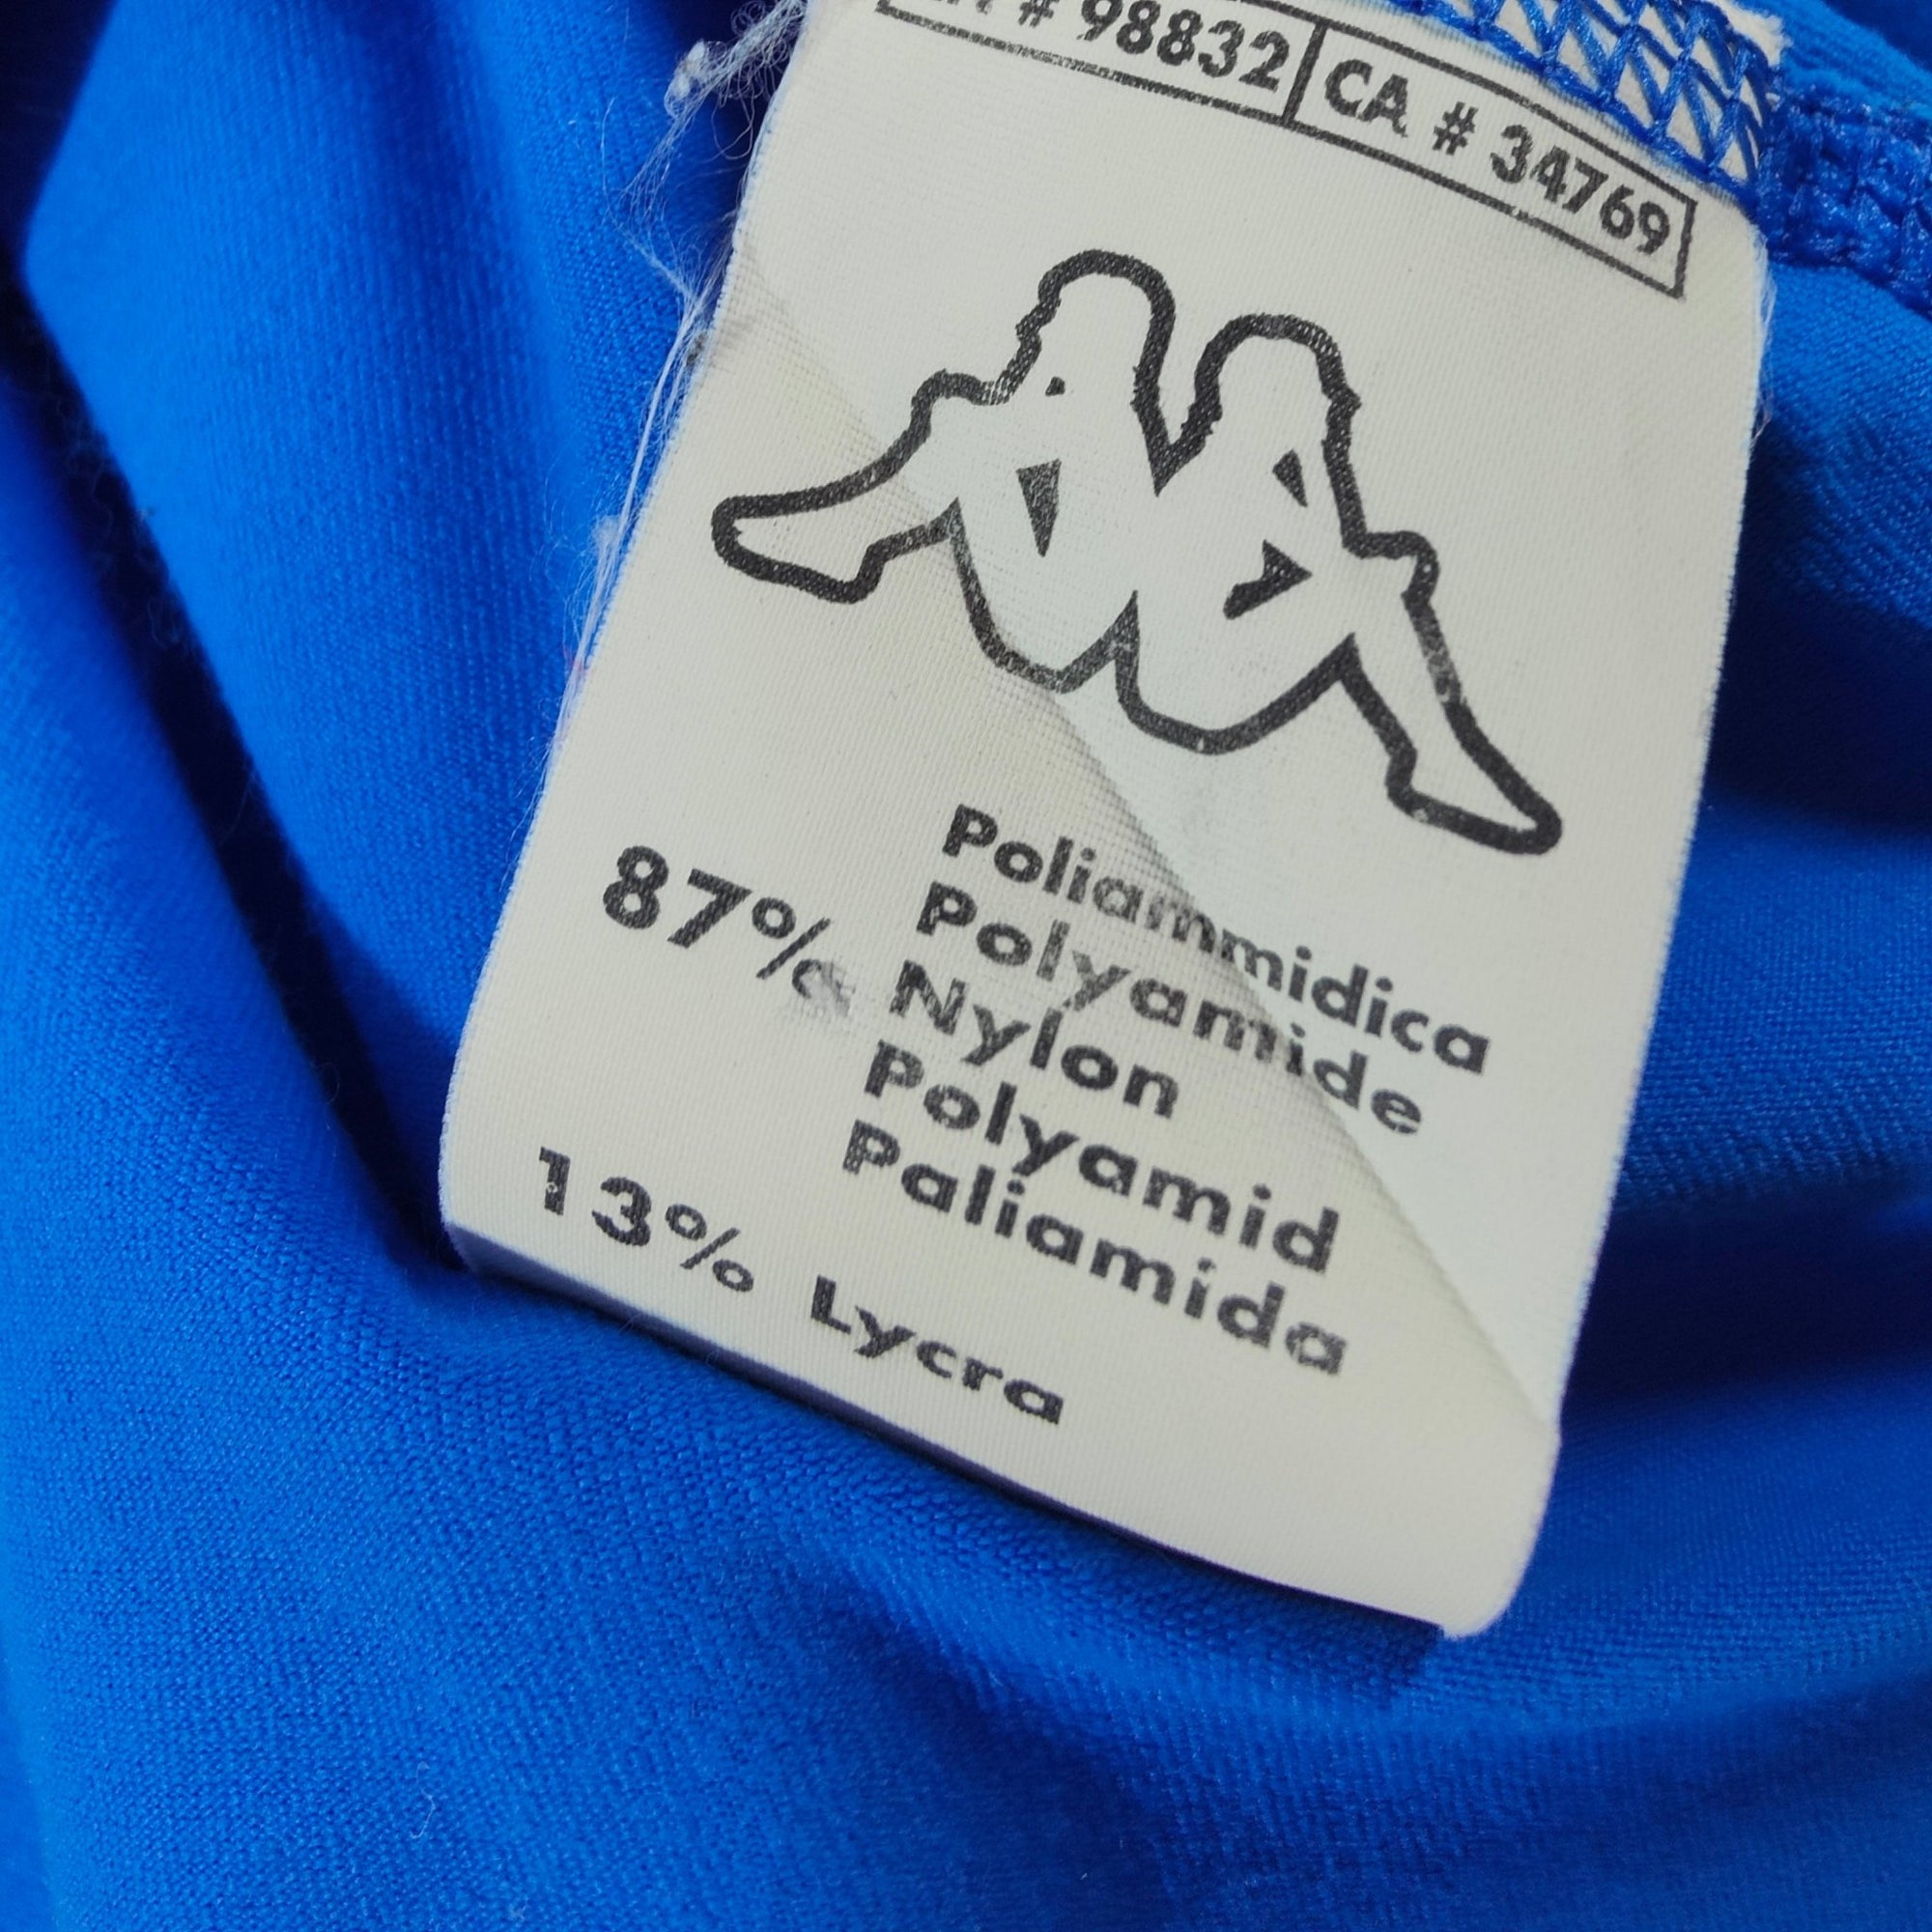 # 98832 CA # 34769
Poliammidica
Polyamide
87% Nylon
Polyamid
Paliamida
13% Lycra